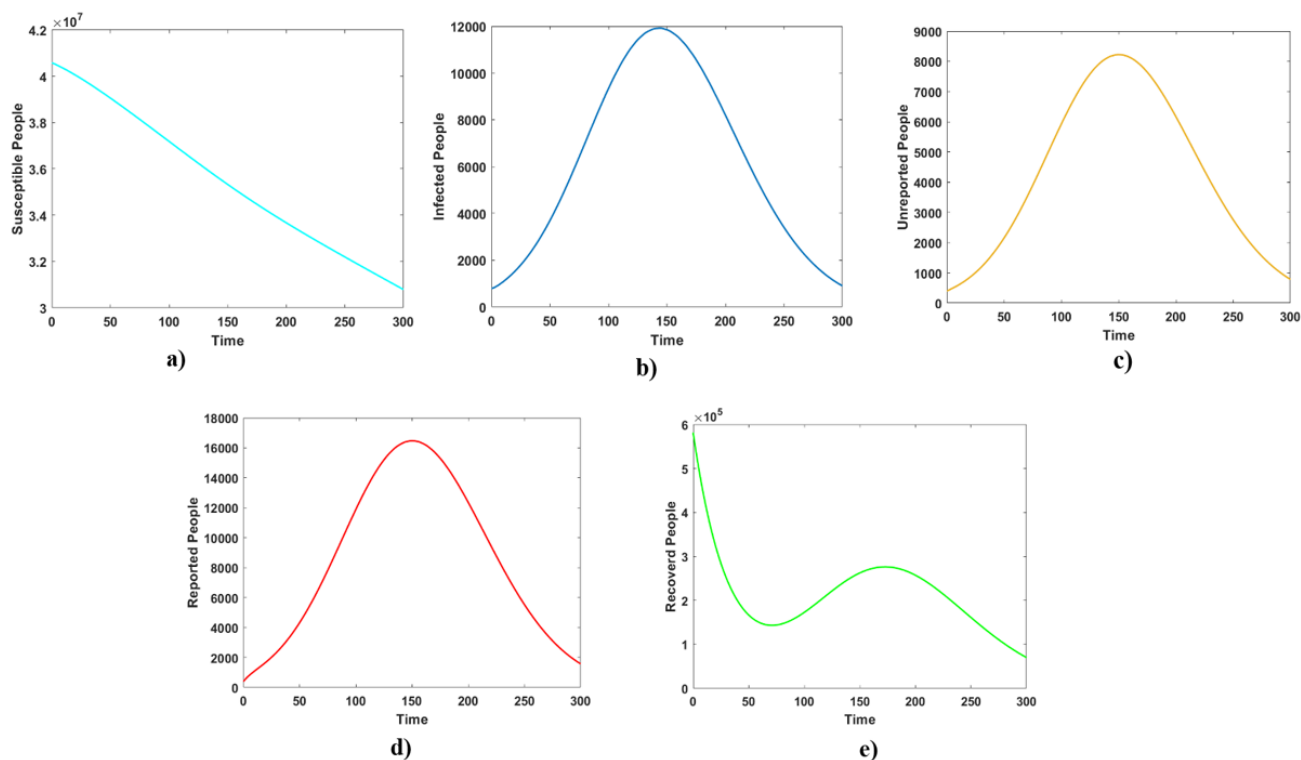 ×10⁷
4.2
4
3.8
3.6
3.4
3.2
3
Susceptible People
0 50 100 150 200 250 300
Time
a)
12000
10000
8000
6000
4000
2000
0
Infected People
0 50 100 150 200 250 300
Time
b)
9000
8000
7000
6000
5000
4000
3000
2000
1000
0
Unreported People
0 50 100 150 200 250 300
Time
c)
18000
16000
14000
12000
10000
8000
6000
4000
2000
0
Reported People
0 50 100 150 200 250 300
Time
d)
×10⁵
6
5
4
3
2
1
0
Recoverd People
0 50 100 150 200 250 300
Time
e)